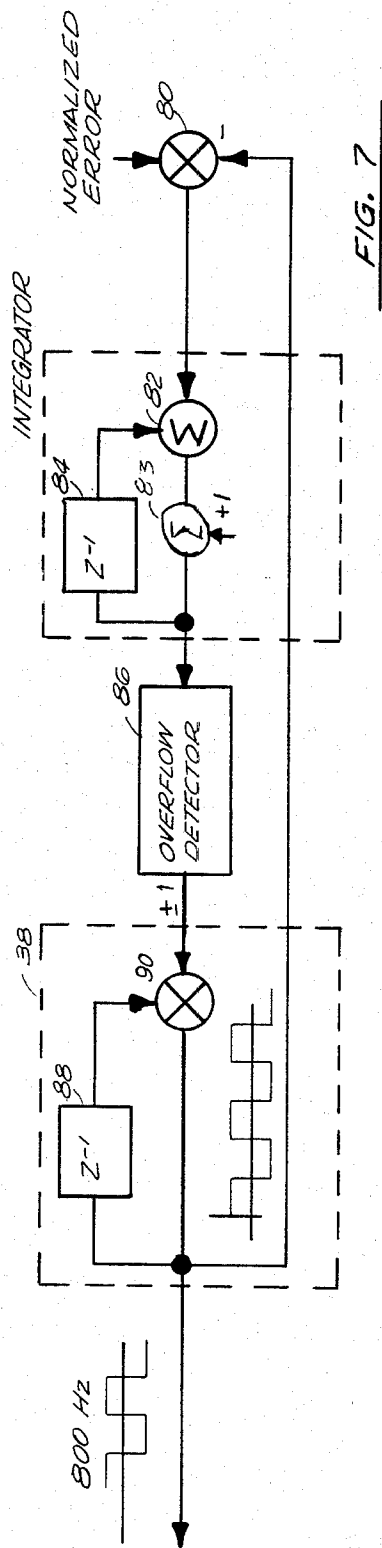 800 HZ
38
88
Z⁻¹
90
±1
86
OVERFLOW
DETECTOR
INTEGRATOR
84
Z⁻¹
83
Σ
+1
82
Σ
NORMALIZED
ERROR
80
-
FIG. 7